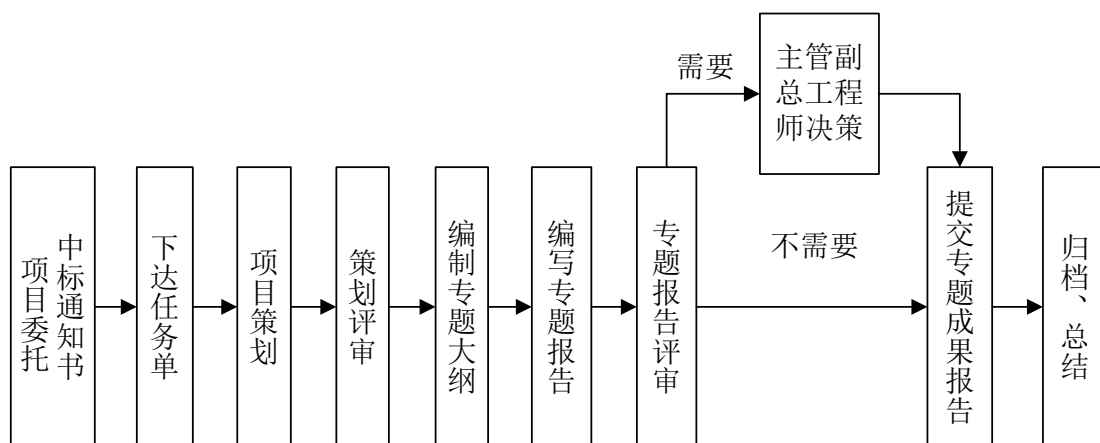 需要
主管副
总工程
师决策
中标通知书
项目委托
下达任务单
项目策划
策划评审
编制专题大纲
编写专题报告
专题报告评审
不需要
提交专题成果报告
归档、总结